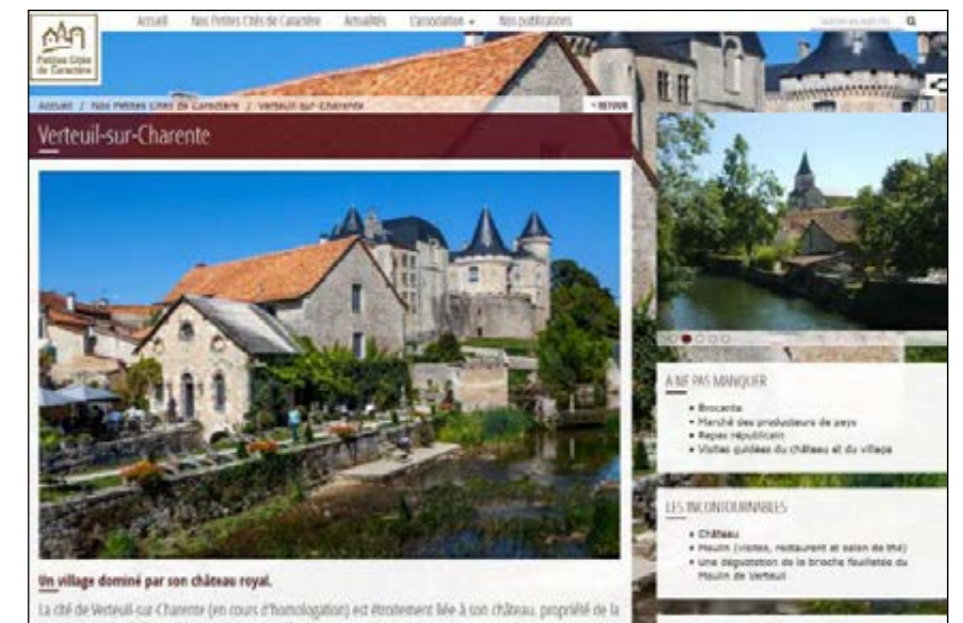 Petites Cités
de Caractère
Accueil Nos Petites Cités de Caractère Actualités L'association Nos publications
Accueil / Nos Petites Cités de Caractère / Verteuil-sur-Charente
< RETOUR
Verteuil-sur-Charente
Un village dominé par son château royal.
La cité de Verteuil-sur-Charente (en cours d'homologation) est étroitement liée à son château, propriété de la
A NE PAS MANQUER
• Brocante
• Marché des producteurs de pays
• Repas républicain
• Visites guidées du château et du village
LES INCONTOURNABLES
• Château
• Moulin (visites, restaurant et salon de thé)
• Une dégustation de la brioche feuilletée du
Moulin de Verteuil